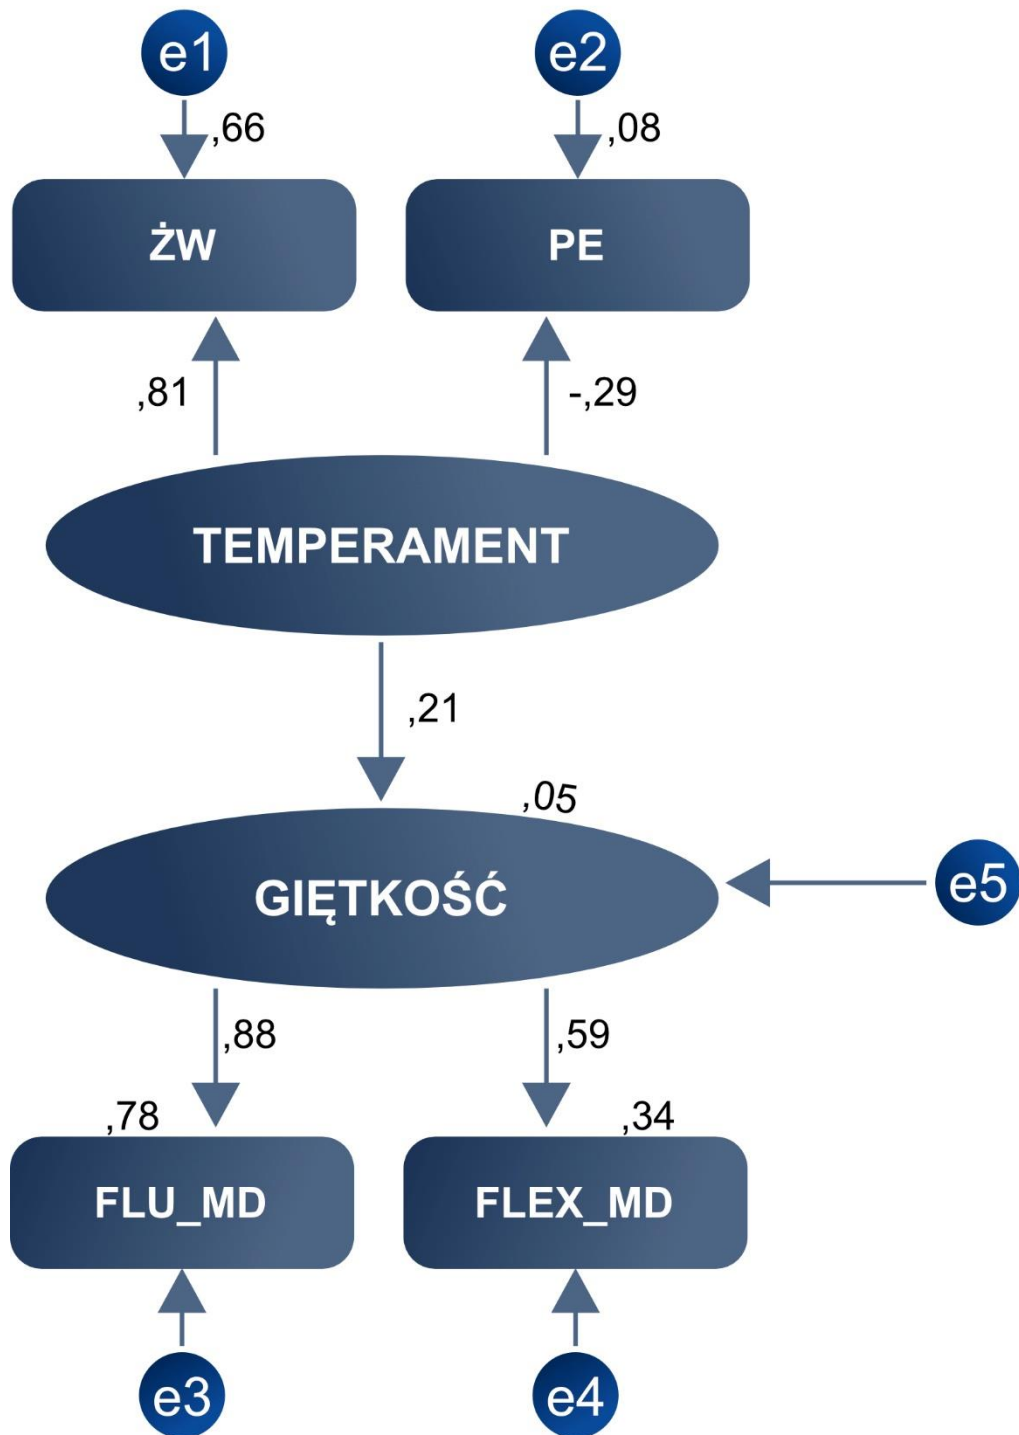 e1
e2
,66
,08
ŻW
PE
,81
-,29
TEMPERAMENT
,21
,05
GIĘTKOŚĆ
e5
,88
,59
,78
,34
FLU_MD
FLEX_MD
e3
e4